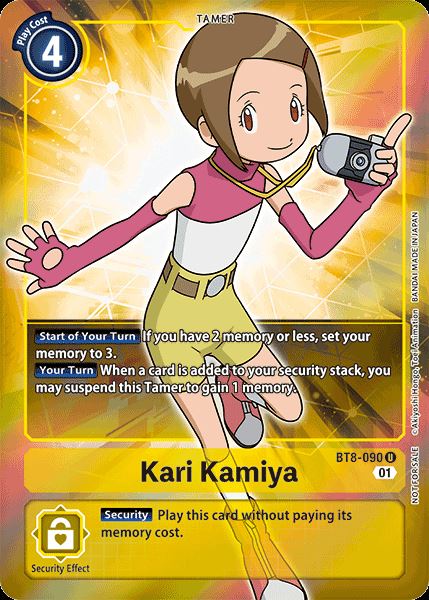 TAMER
Play Cost
4
Start of Your Turn If you have 2 memory or less, set your
memory to 3.
Your Turn When a card is added to your security stack, you
may suspend this Tamer to gain 1 memory.
BT8-090 U
01
Kari Kamiya
Security Play this card without paying its
memory cost.
Security Effect
NOT FOR SALE
©Akiyoshi Hongo, Toei Animation
BANDAI MADE IN JAPAN